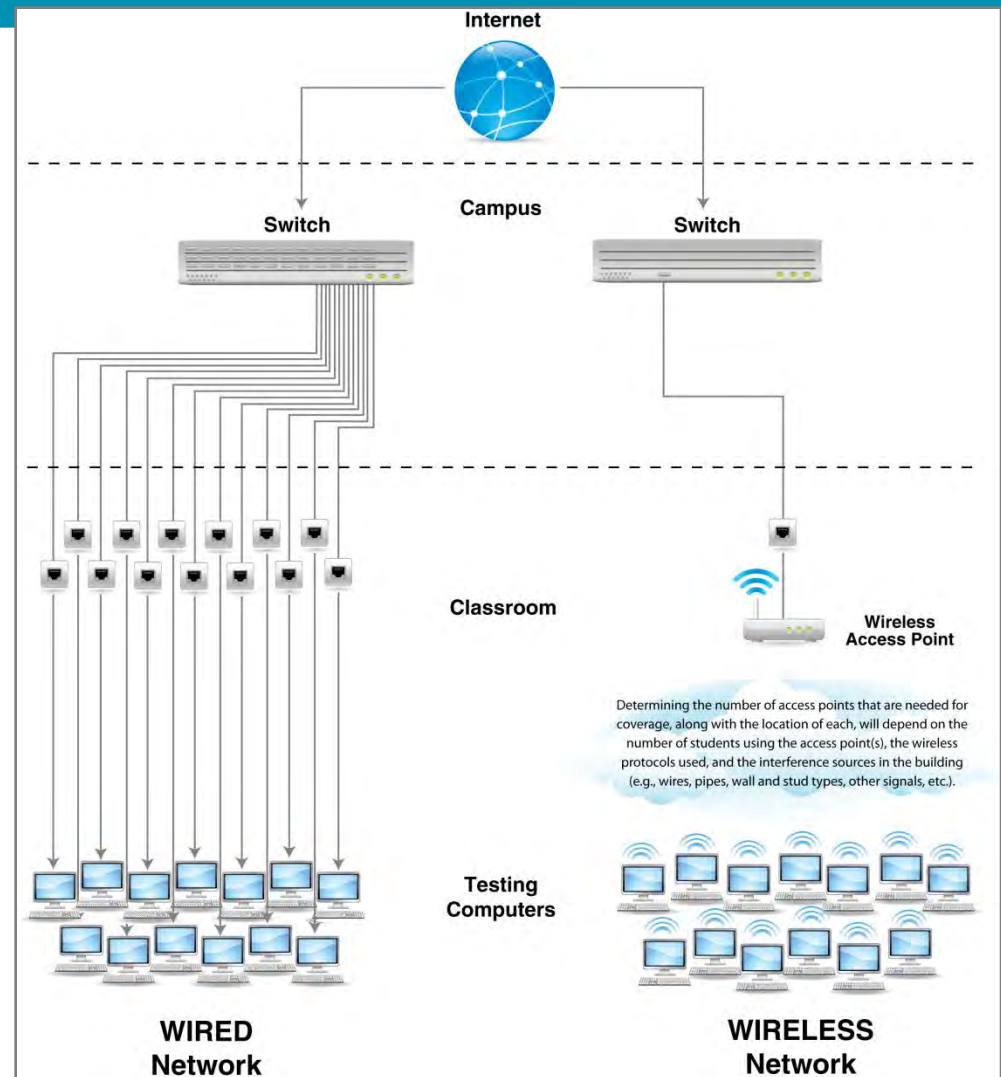 Internet
Campus
Switch
Switch
Classroom
Wireless
Access Point
Determining the number of access points that are needed for
coverage, along with the location of each, will depend on the
number of students using the access point(s), the wireless
protocols used, and the interference sources in the building
(e.g., wires, pipes, wall and stud types, other signals, etc.).
Testing
Computers
WIRED
Network
WIRELESS
Network